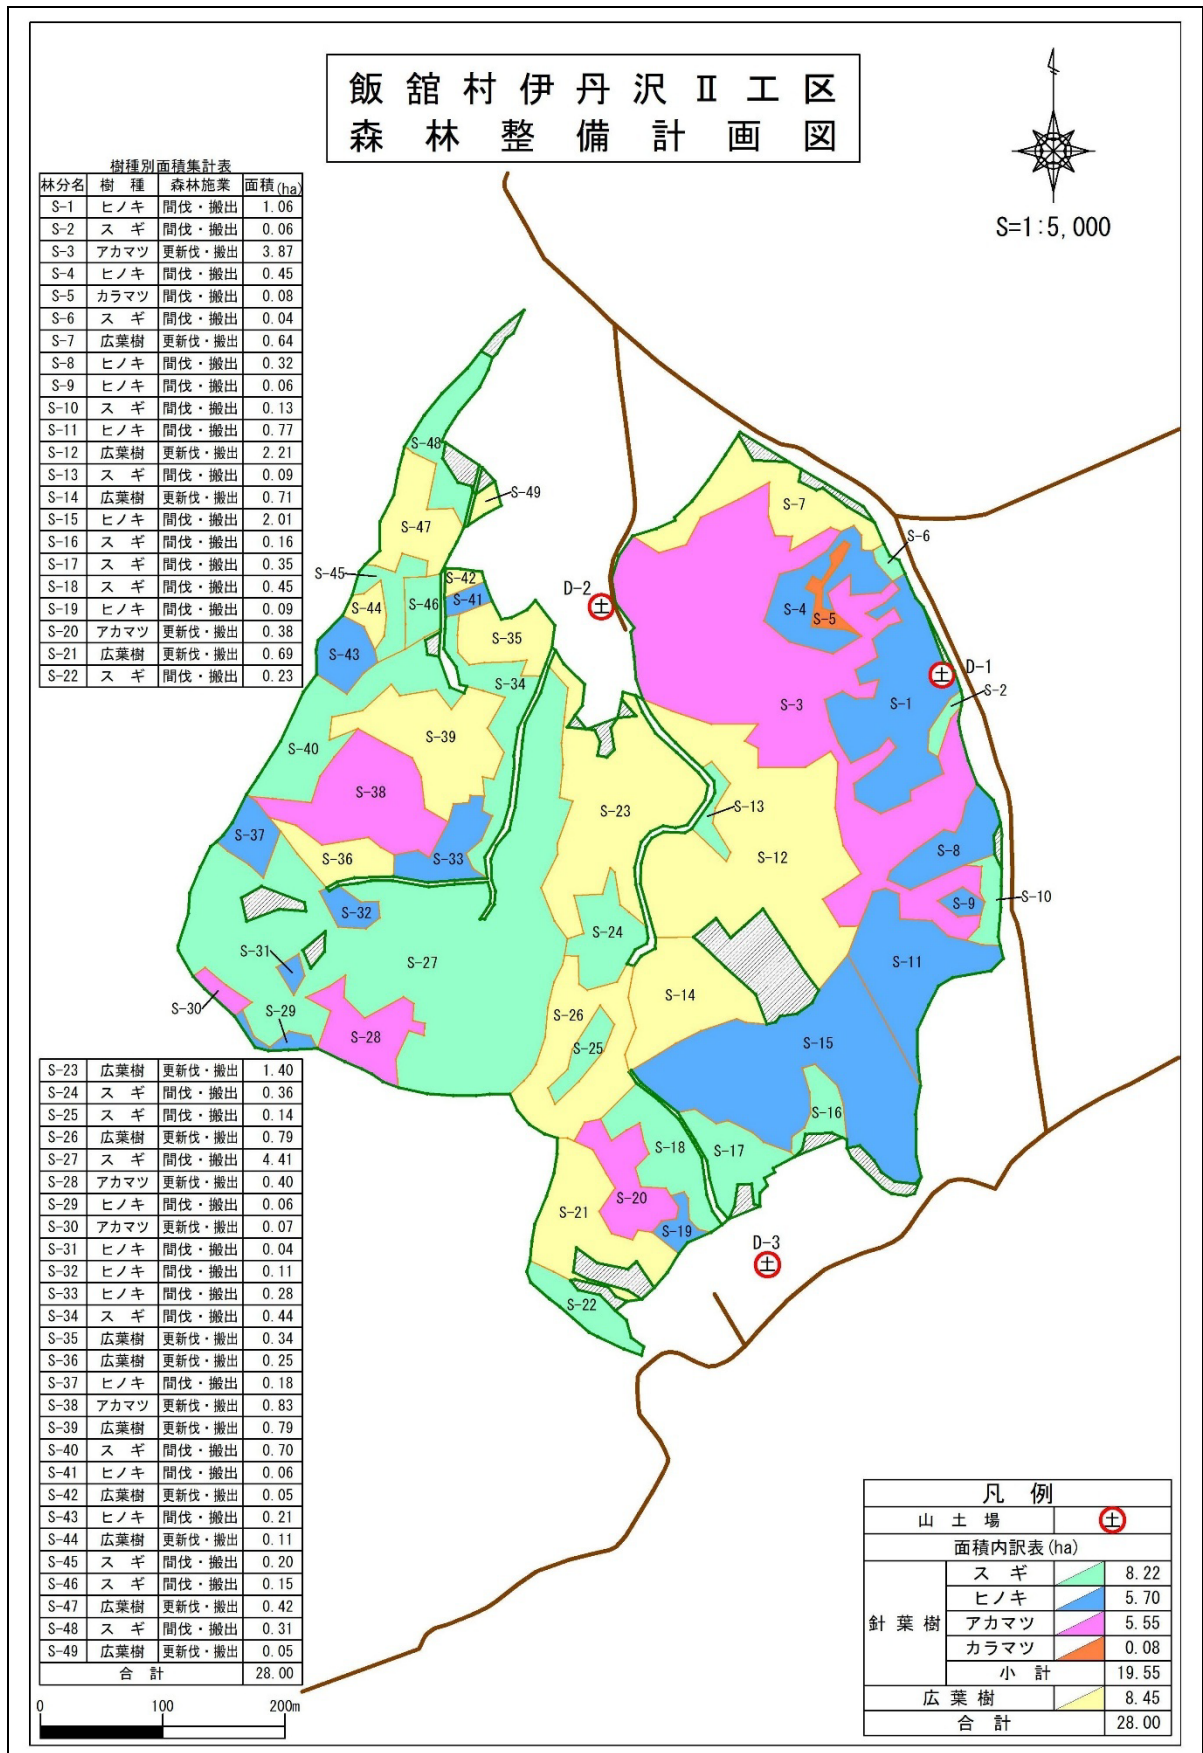 飯舘村伊丹沢Ⅱ工区
森林整備計画図
S=1:5,000
樹種別面積集計表
林分名 樹種 森林施業 面積(ha)
S-1 ヒノキ 間伐・搬出 1.06
S-2 スギ 間伐・搬出 0.06
S-3 アカマツ 更新伐・搬出 3.87
S-4 ヒノキ 間伐・搬出 0.45
S-5 カラマツ 間伐・搬出 0.08
S-6 スギ 間伐・搬出 0.04
S-7 広葉樹 更新伐・搬出 0.64
S-8 ヒノキ 間伐・搬出 0.32
S-9 ヒノキ 間伐・搬出 0.06
S-10 スギ 間伐・搬出 0.13
S-11 ヒノキ 間伐・搬出 0.77
S-12 広葉樹 更新伐・搬出 2.21
S-13 スギ 間伐・搬出 0.09
S-14 広葉樹 更新伐・搬出 0.71
S-15 ヒノキ 間伐・搬出 2.01
S-16 スギ 間伐・搬出 0.16
S-17 スギ 間伐・搬出 0.35
S-18 スギ 間伐・搬出 0.45
S-19 ヒノキ 間伐・搬出 0.09
S-20 アカマツ 更新伐・搬出 0.38
S-21 広葉樹 更新伐・搬出 0.69
S-22 スギ 間伐・搬出 0.23
S-23 広葉樹 更新伐・搬出 1.40
S-24 スギ 間伐・搬出 0.36
S-25 スギ 間伐・搬出 0.14
S-26 広葉樹 更新伐・搬出 0.79
S-27 スギ 間伐・搬出 4.41
S-28 アカマツ 更新伐・搬出 0.40
S-29 ヒノキ 間伐・搬出 0.06
S-30 アカマツ 更新伐・搬出 0.07
S-31 ヒノキ 間伐・搬出 0.04
S-32 ヒノキ 間伐・搬出 0.11
S-33 ヒノキ 間伐・搬出 0.28
S-34 スギ 間伐・搬出 0.44
S-35 広葉樹 更新伐・搬出 0.34
S-36 広葉樹 更新伐・搬出 0.25
S-37 ヒノキ 間伐・搬出 0.18
S-38 アカマツ 更新伐・搬出 0.83
S-39 広葉樹 更新伐・搬出 0.79
S-40 スギ 間伐・搬出 0.70
S-41 ヒノキ 間伐・搬出 0.06
S-42 広葉樹 更新伐・搬出 0.05
S-43 ヒノキ 間伐・搬出 0.21
S-44 広葉樹 更新伐・搬出 0.11
S-45 スギ 間伐・搬出 0.20
S-46 スギ 間伐・搬出 0.15
S-47 広葉樹 更新伐・搬出 0.42
S-48 スギ 間伐・搬出 0.31
S-49 広葉樹 更新伐・搬出 0.05
合計 28.00
0 100 200m
S-48
S-49
S-7
S-47
S-6
S-45
S-42
S-46
S-41
S-44
D-2 土
S-4
S-5
S-35
S-43
D-1 土
S-34
S-2
S-3
S-1
S-39
S-40
S-38
S-23
S-13
S-37
S-12
S-8
S-36
S-33
S-10
S-9
S-32
S-24
S-31
S-27
S-11
S-14
S-30
S-29
S-26
S-28
S-25
S-15
S-16
S-18
S-17
S-20
S-21
S-19
D-3
土
S-22
凡例
山土場 土
面積内訳表(ha)
針葉樹
スギ 8.22
ヒノキ 5.70
アカマツ 5.55
カラマツ 0.08
小計 19.55
広葉樹 8.45
合計 28.00